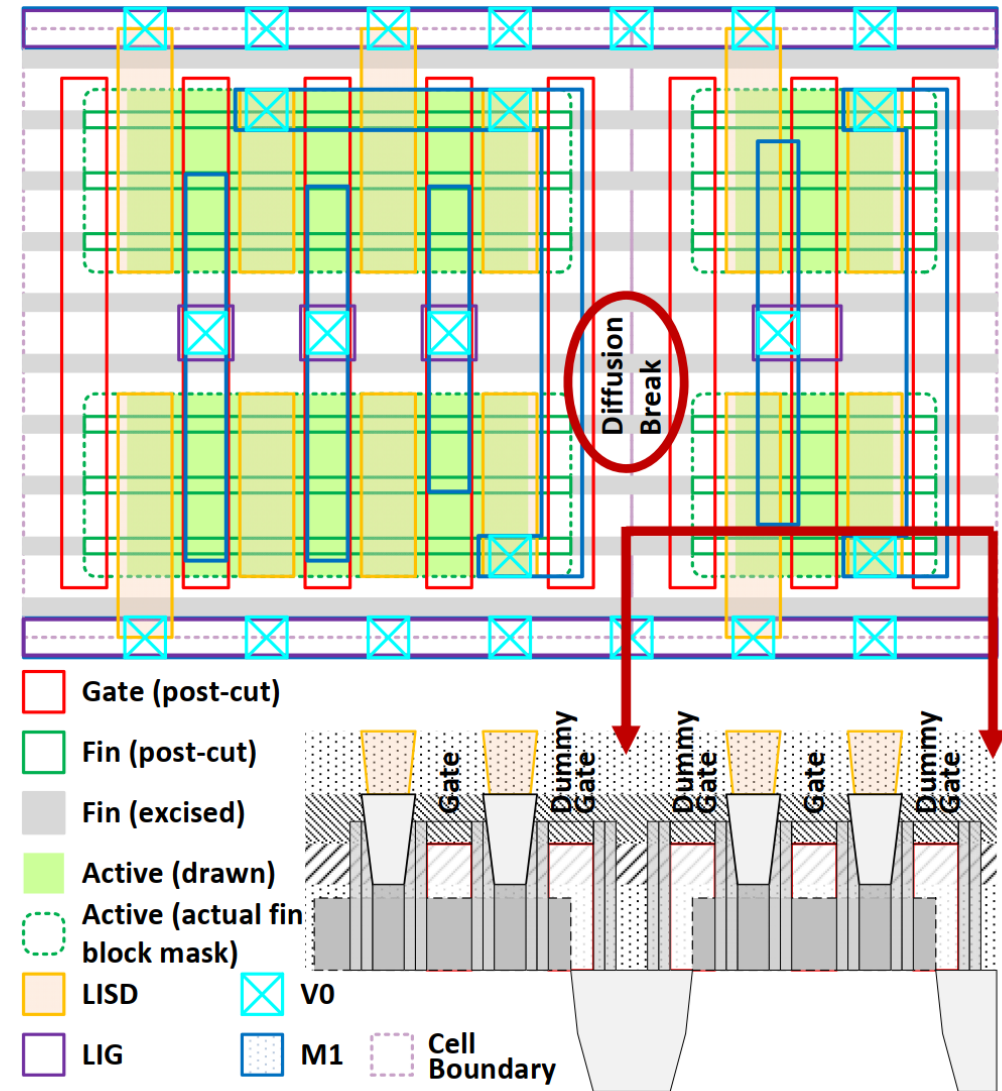 Diffusion
Break
Gate (post-cut)
Fin (post-cut)
Fin (excised)
Active (drawn)
Active (actual fin
block mask)
LISD
V0
LIG
M1
Cell
Boundary
Gate
Dummy
Gate
Dummy
Gate
Gate
Dummy
Gate